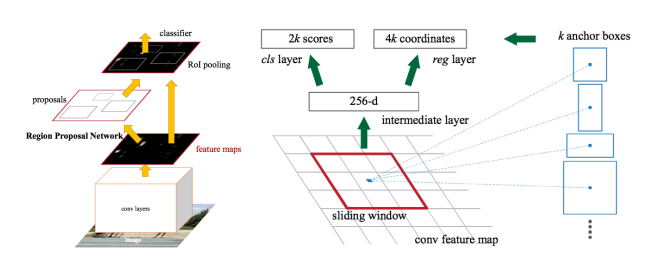 classifier
RoI pooling
proposals
Region Proposal Network
feature maps
conv layers
image
2k scores
4k coordinates
k anchor boxes
cls layer
reg layer
256-d
intermediate layer
sliding window
conv feature map